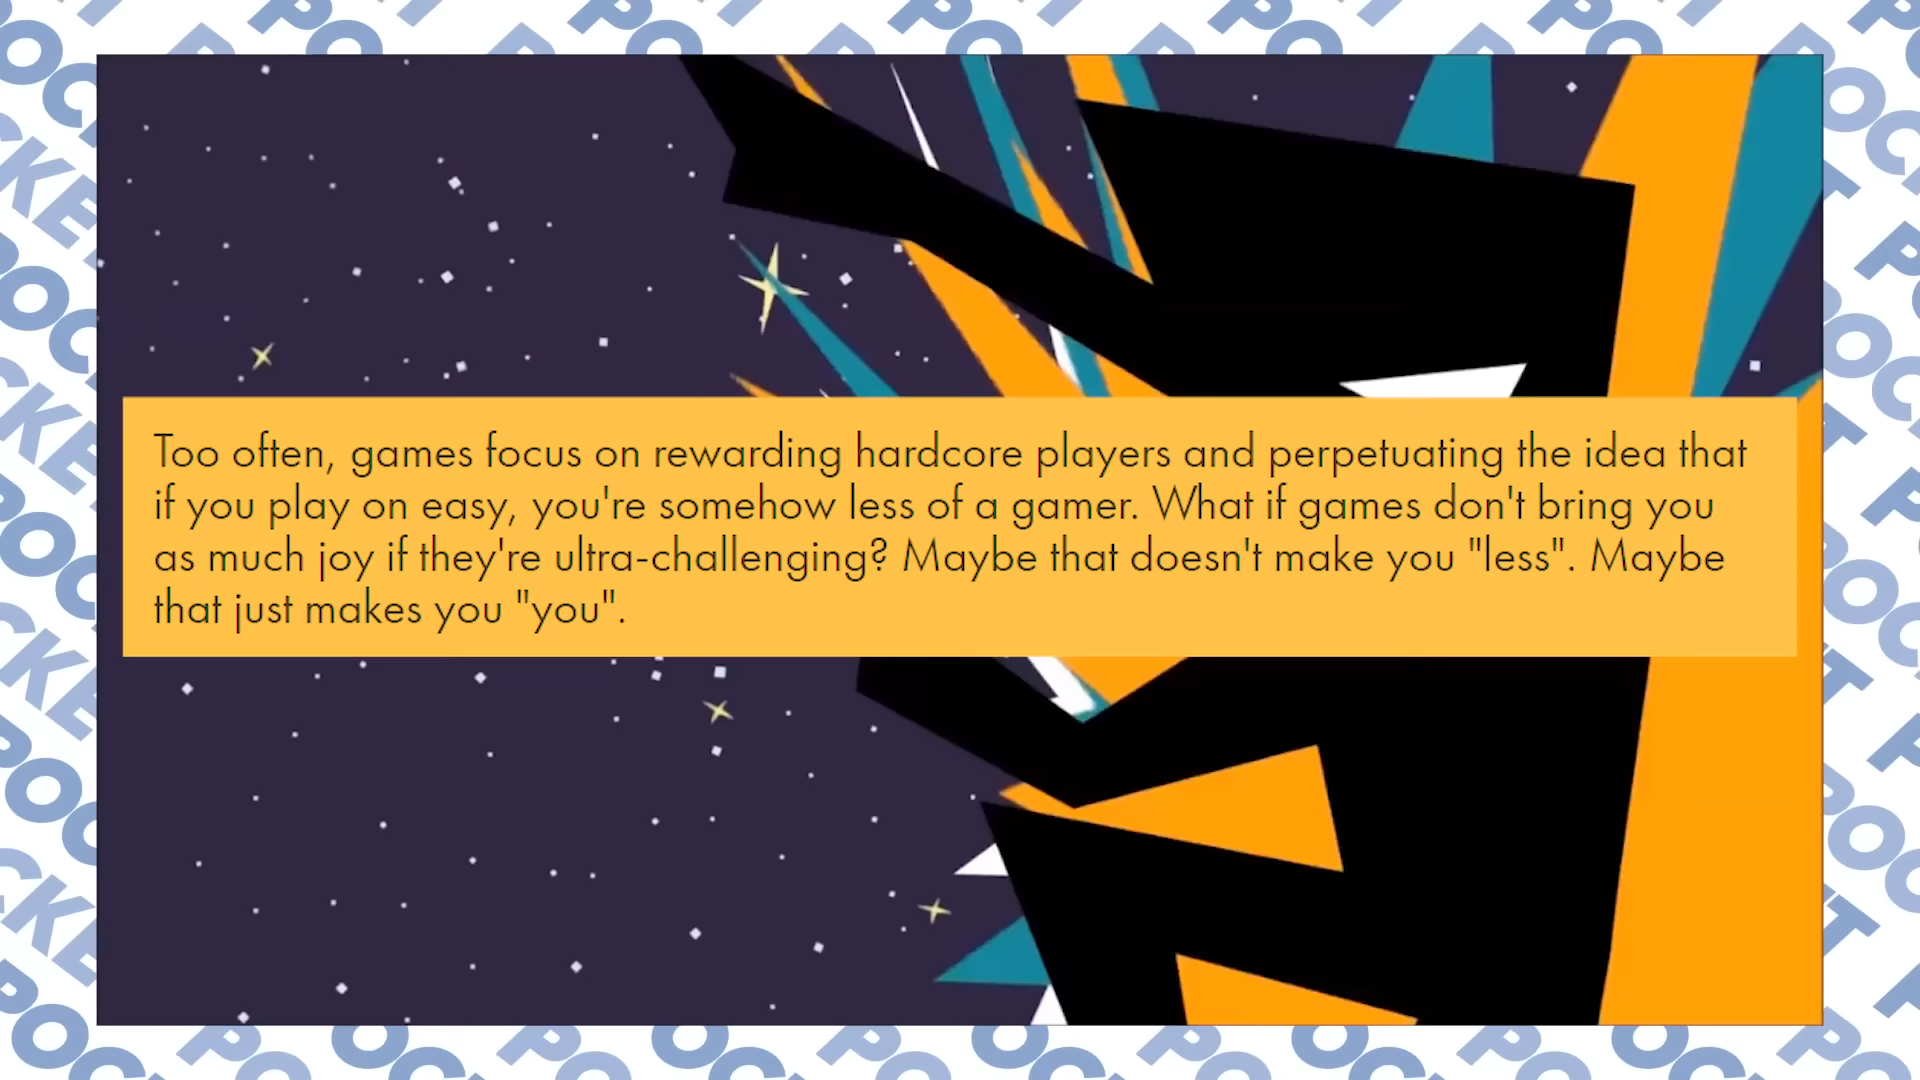 Too often, games focus on rewarding hardcore players and perpetuating the idea that
if you play on easy, you're somehow less of a gamer. What if games don't bring you
as much joy if they're ultra-challenging? Maybe that doesn't make you "less". Maybe
that just makes you "you".
POCKET